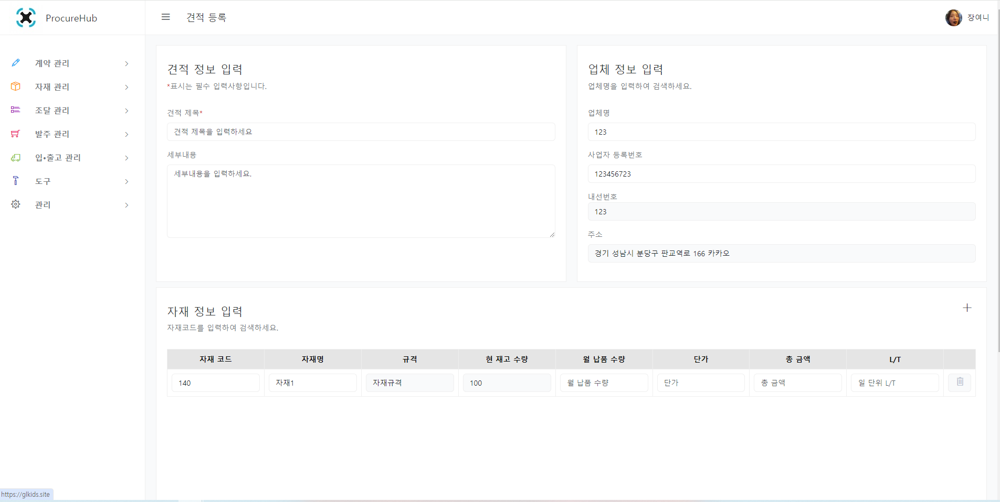 ProcureHub
견적 등록
장여니
계약 관리
자재 관리
조달 관리
발주 관리
입•출고 관리
도구
관리
견적 정보 입력
*표시는 필수 입력사항입니다.
견적 제목*
견적 제목을 입력하세요
세부내용
세부내용을 입력하세요.
업체 정보 입력
업체명을 입력하여 검색하세요.
업체명
123
사업자 등록번호
123456723
내선번호
123
주소
경기 성남시 분당구 판교역로 166 카카오
자재 정보 입력
자재코드를 입력하여 검색하세요.
자재 코드 자재명 규격 현 재고 수량 월 납품 수량 단가 총 금액 L/T
140 자재1 자재규격 100 월 납품 수량 단가 총 금액 일 단위 L/T
https://glkids.site